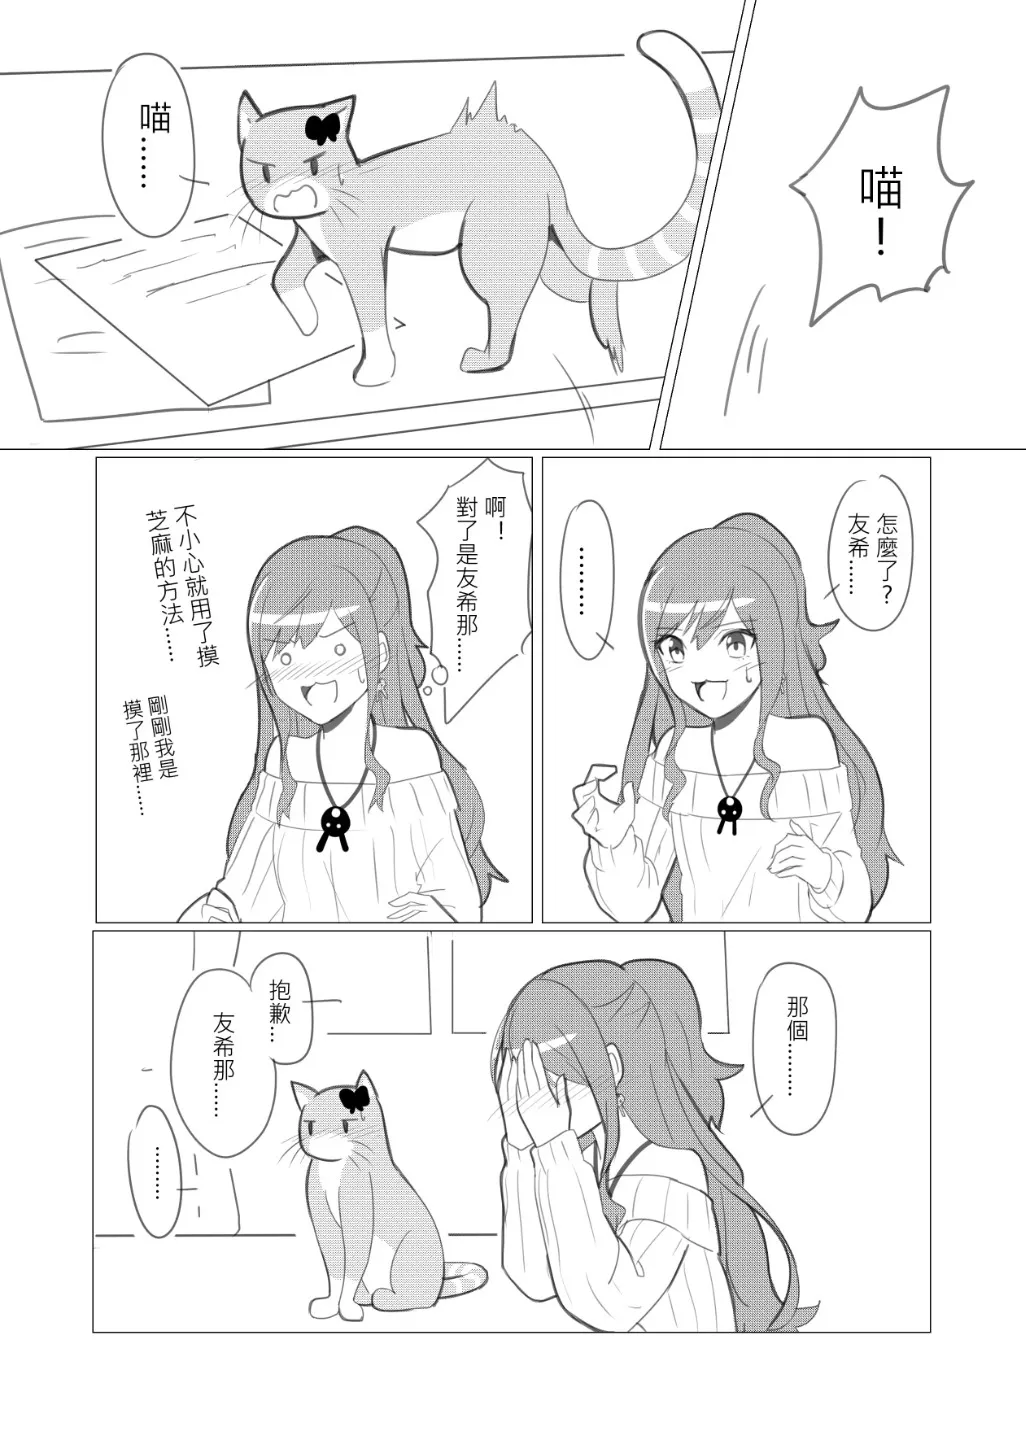 喵！
喵……
怎麼了？
友希……
………
啊！
對了是友希那……
不小心就用了摸
芝麻的方法……
剛剛我是
摸了那裡……
那個………
抱歉…
友希那……
………